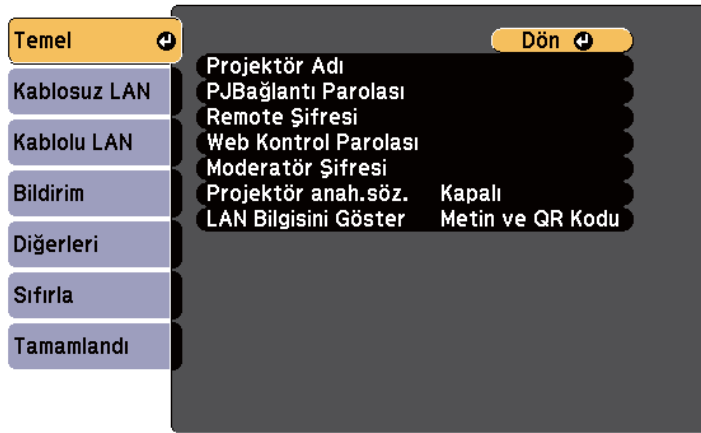 Temel
Kablosuz LAN
Kablolu LAN
Bildirim
Diğerleri
Sıfırla
Tamamlandı
Dön
Projektör Adı
PJBağlantı Parolası
Remote Şifresi
Web Kontrol Parolası
Moderatör Şifresi
Projektör anah.söz. Kapalı
LAN Bilgisini Göster Metin ve QR Kodu